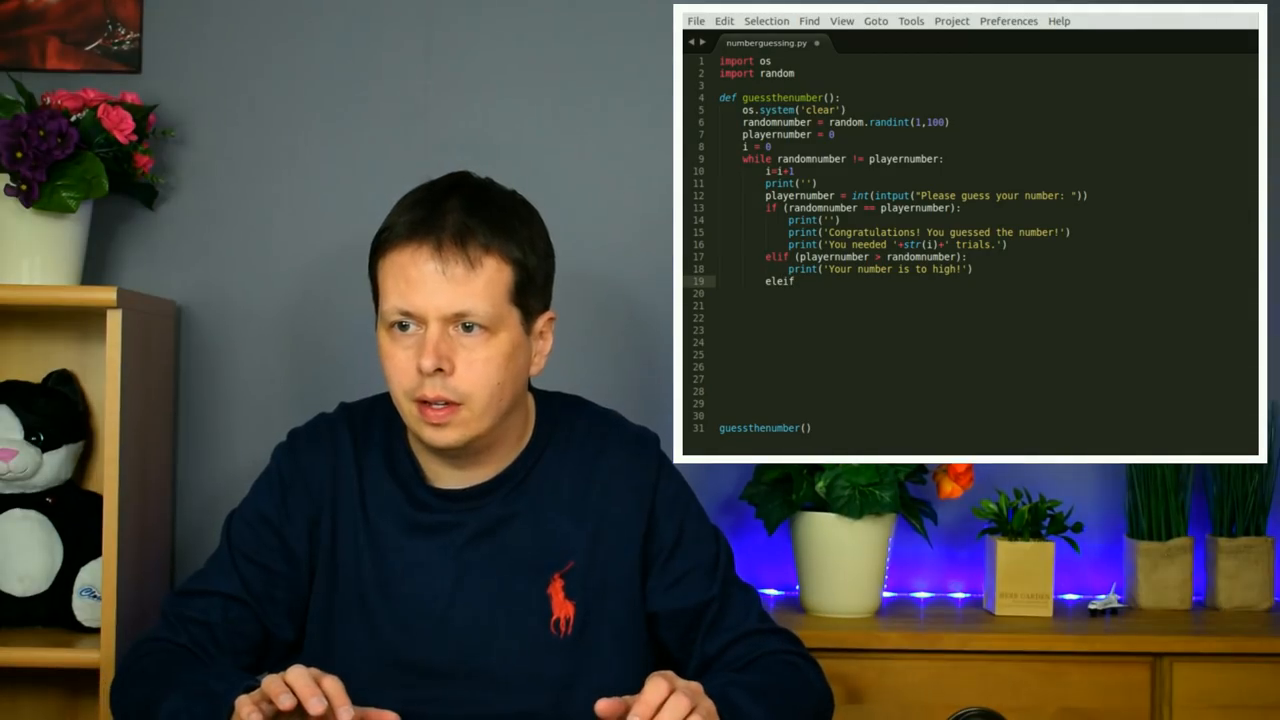 File Edit Selection Find View Goto Tools Project Preferences Help
numberguessing.py
1 import os
2 import random
3
4 def guessthenumber():
5 os.system('clear')
6 randomnumber = random.randint(1,100)
7 playernumber = 0
8 i = 0
9 while randomnumber != playernumber:
10 i=i+1
11 print('')
12 playernumber = int(intput("Please guess your number: "))
13 if (randomnumber == playernumber):
14 print('')
15 print('Congratulations! You guessed the number!')
16 print('You needed '+str(i)+' trials.')
17 elif (playernumber > randomnumber):
18 print('Your number is to high!')
19 eleif
20
21
22
23
24
25
26
27
28
29
30
31 guessthenumber()
HERB GARDEN